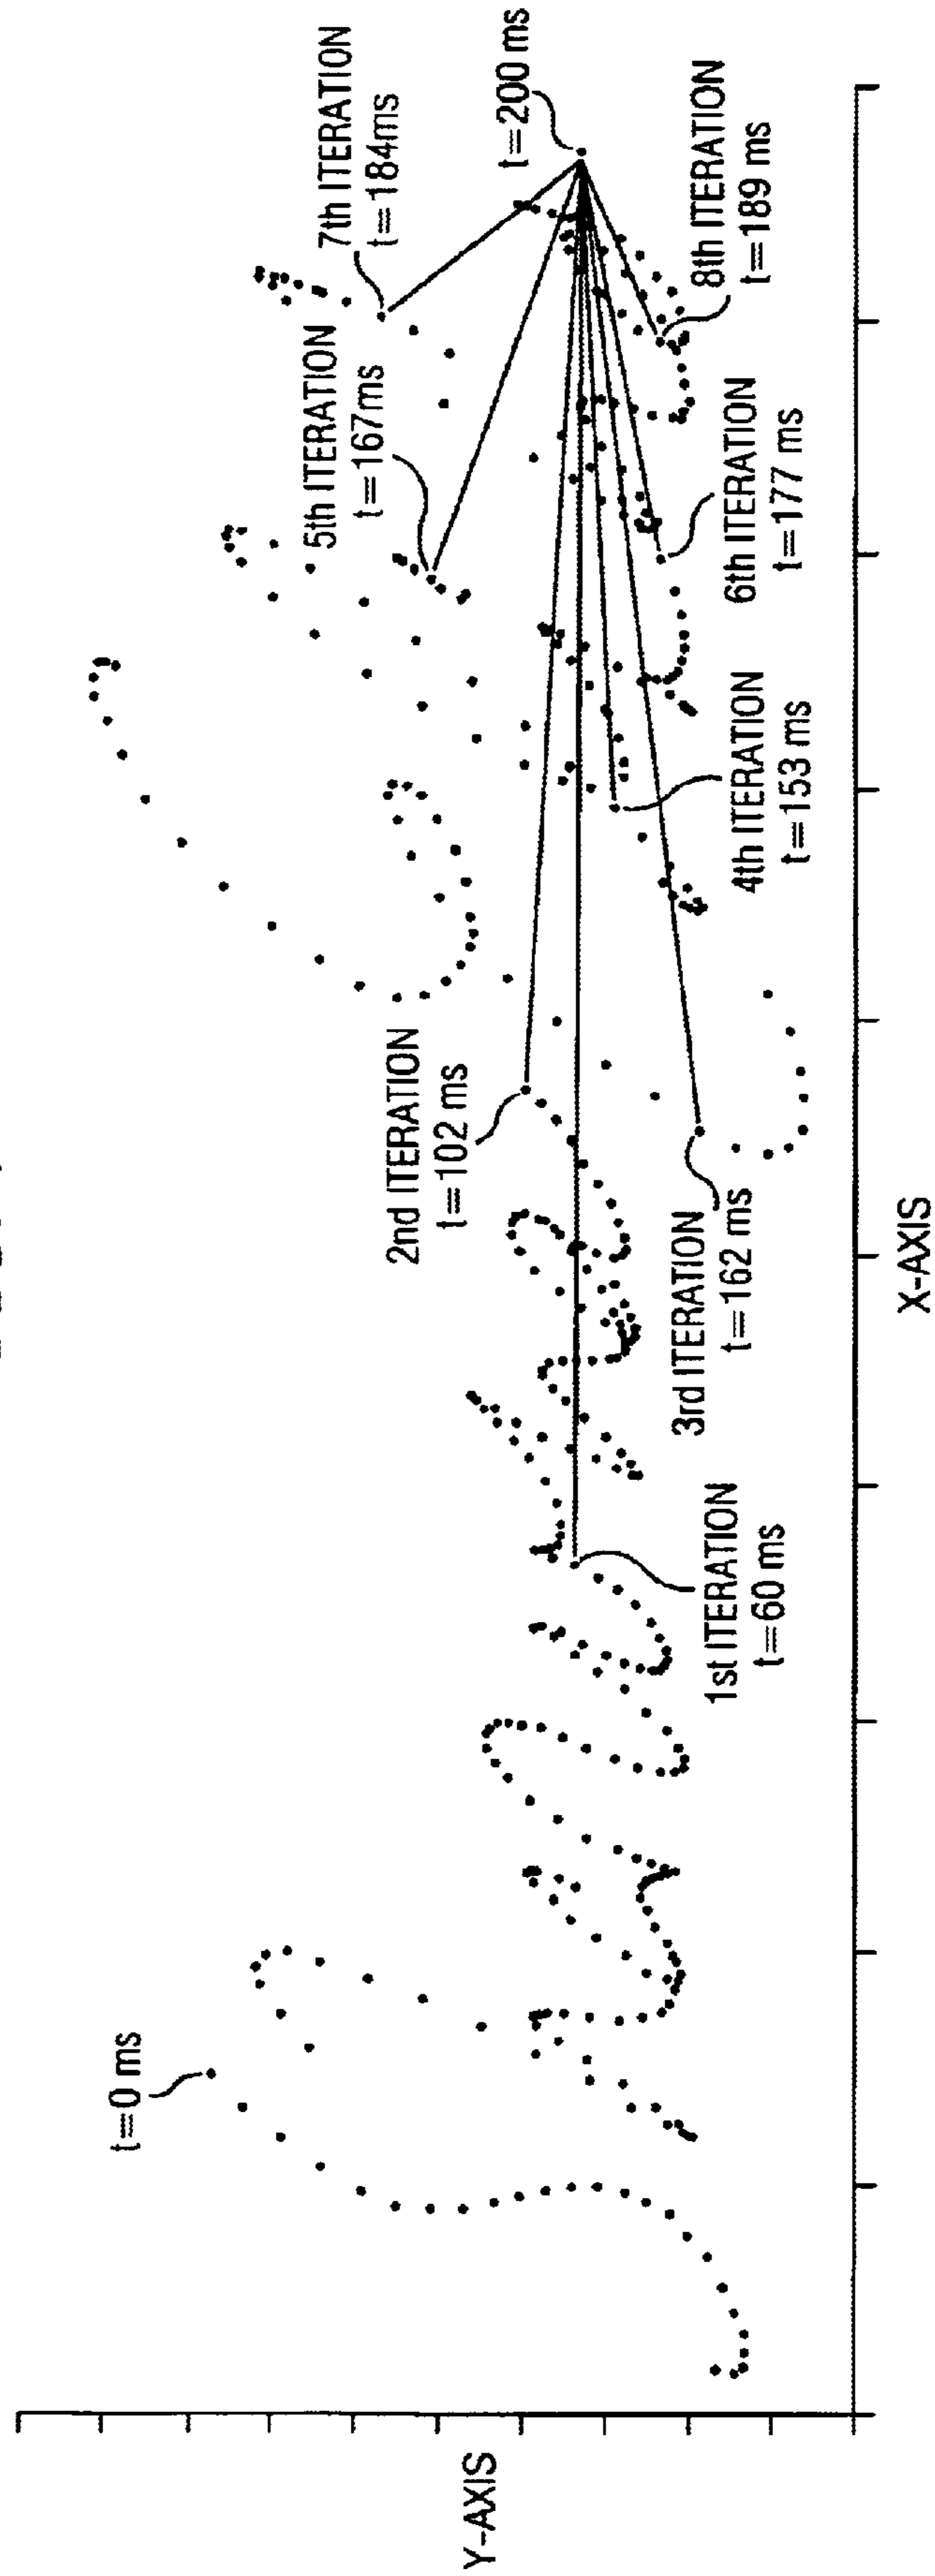 t=0 ms
1st ITERATION
t=60 ms
2nd ITERATION
t=102 ms
3rd ITERATION
t=162 ms
4th ITERATION
t=153 ms
5th ITERATION
t=167ms
6th ITERATION
t=177 ms
7th ITERATION
t=184ms
8th ITERATION
t=189 ms
t=200 ms
Y-AXIS
X-AXIS